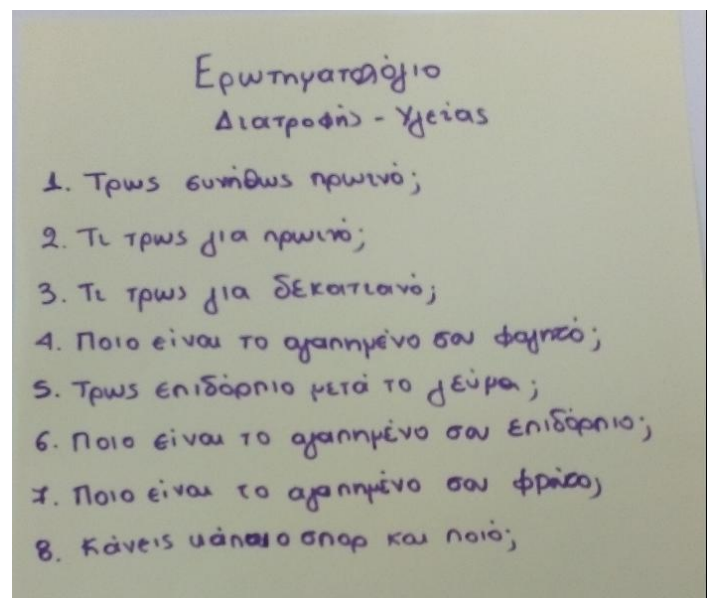 Ερωτηματολόγιο
Διατροφής - Υγείας
1. Τρως συνήθως πρωινό;
2. Τι τρως για πρωινό;
3. Τι τρως για δεκατιανό;
4. Ποιο είναι το αγαπημένο σου φαγητό;
5. Τρως επιδόρπιο μετά το γεύμα;
6. Ποιο είναι το αγαπημένο σου επιδόρπιο;
7. Ποιο είναι το αγαπημένο σου φρούτο;
8. Κάνεις κάποιο σπορ και ποιό;